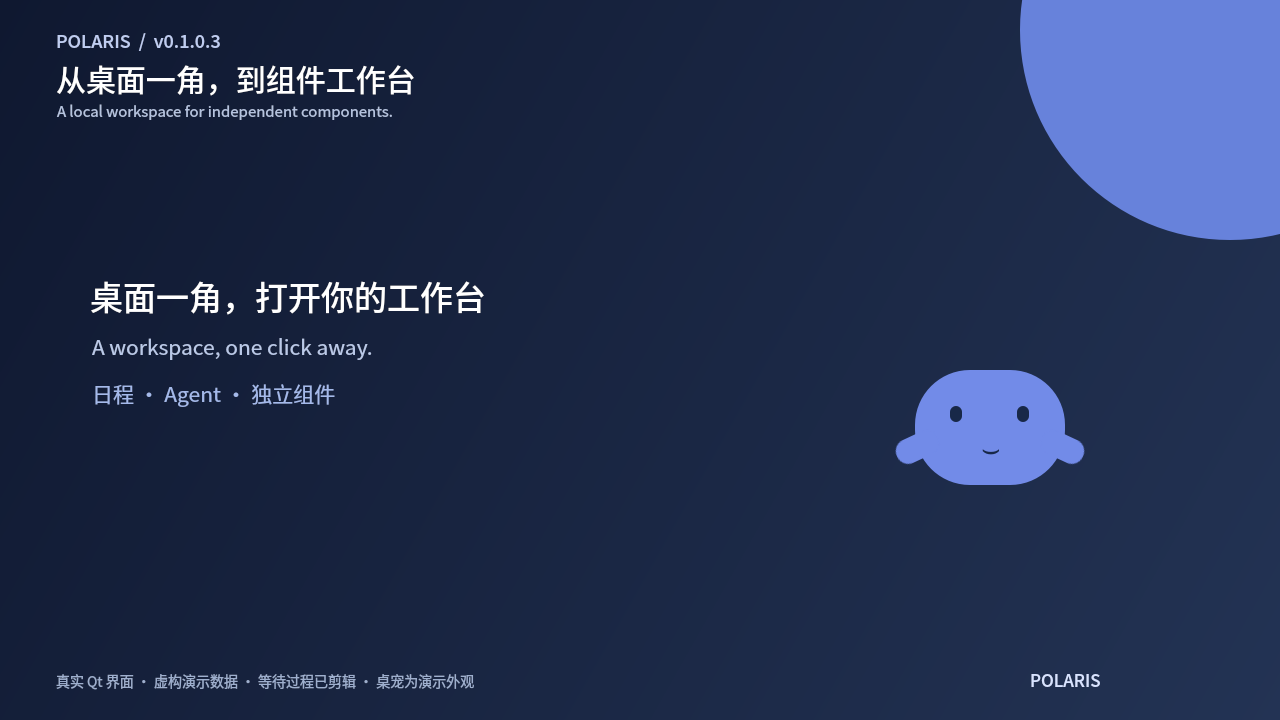 POLARIS / v0.1.0.3
从桌面一角，到组件工作台
A local workspace for independent components.
桌面一角，打开你的工作台
A workspace, one click away.
日程 · Agent · 独立组件
真实 Qt 界面 · 虚构演示数据 · 等待过程已剪辑 · 桌宠为演示外观
POLARIS